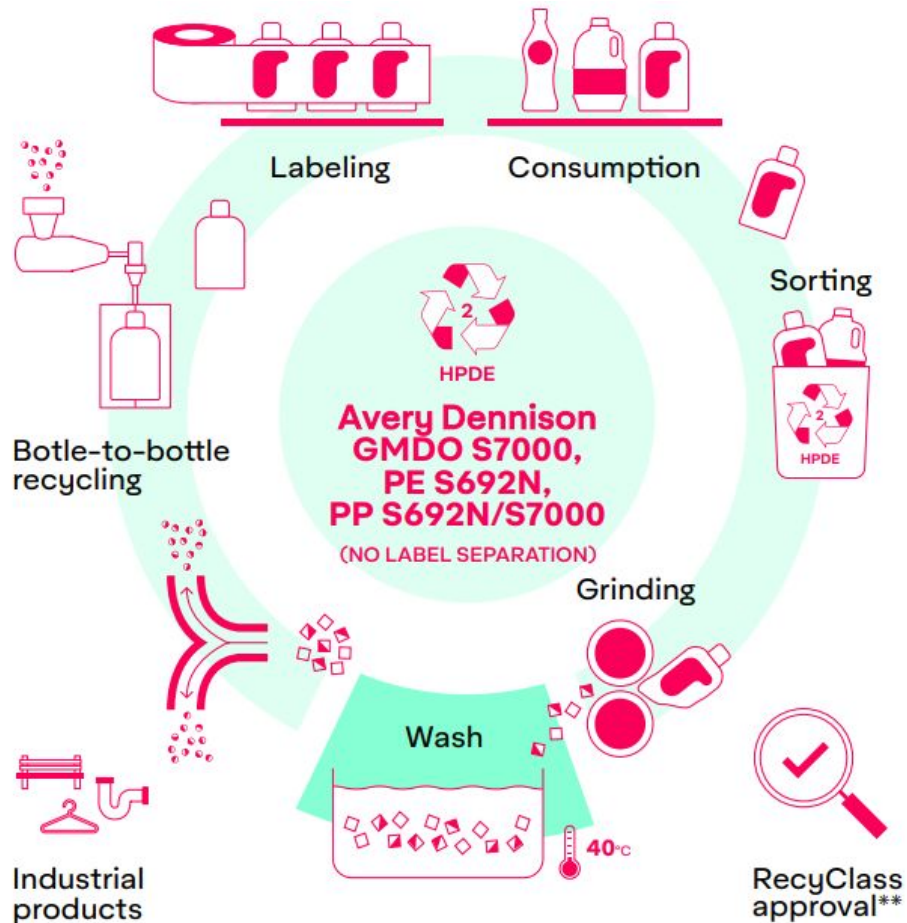 Labeling
Consumption
Sorting
2
HPDE
2
HPDE
Avery Dennison
GMDO S7000,
PE S692N,
PP S692N/S7000
(NO LABEL SEPARATION)
Botle-to-bottle
recycling
Grinding
Wash
40°C
Industrial
products
RecyClass
approval**